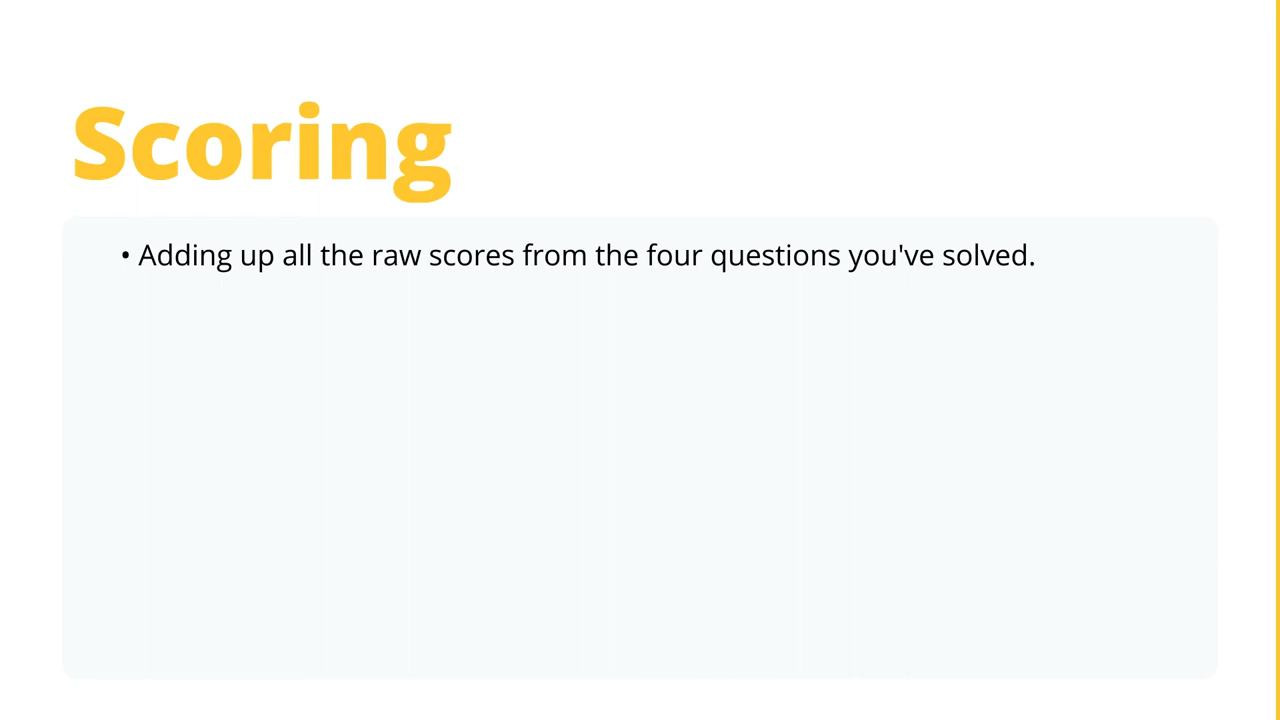 Scoring
• Adding up all the raw scores from the four questions you've solved.